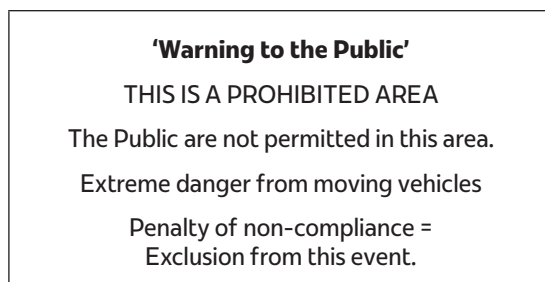 ‘Warning to the Public’
THIS IS A PROHIBITED AREA
The Public are not permitted in this area.
Extreme danger from moving vehicles
Penalty of non-compliance =
Exclusion from this event.